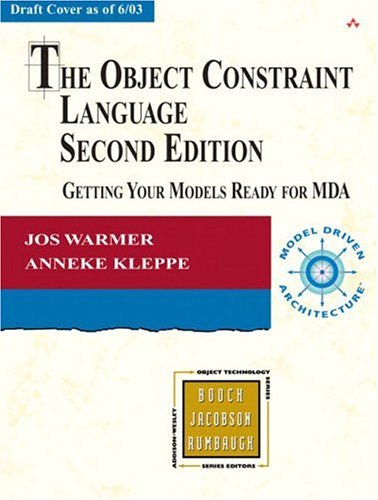 Draft Cover as of 6/03
THE OBJECT CONSTRAINT
LANGUAGE
SECOND EDITION
GETTING YOUR MODELS READY FOR MDA
JOS WARMER
ANNEKE KLEPPE
MODEL DRIVEN
ARCHITECTURE™
OBJECT TECHNOLOGY
SERIES
ADDISON-WESLEY
BOOCH
JACOBSON
RUMBAUGH
SERIES EDITORS